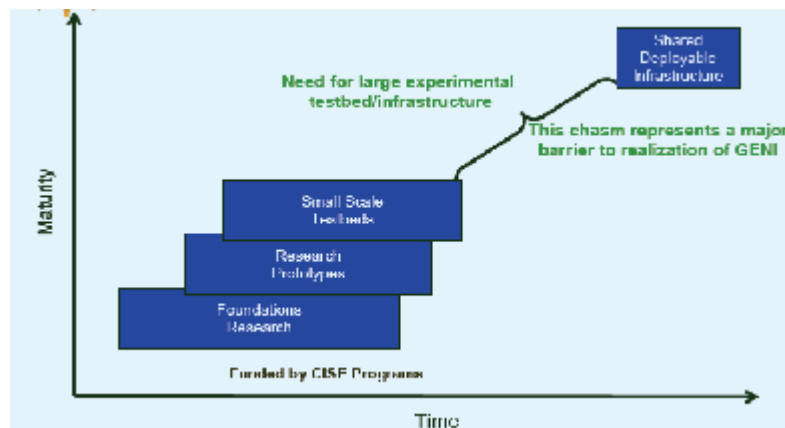 Shared
Deployable
Infrastructure
Need for large experimental
testbed/infrastructure
This chasm represents a major
barrier to realization of GENI
Maturity
Small Scale
Testbeds
Research
Prototypes
Foundations
Research
Funded by CISE Programs
Time